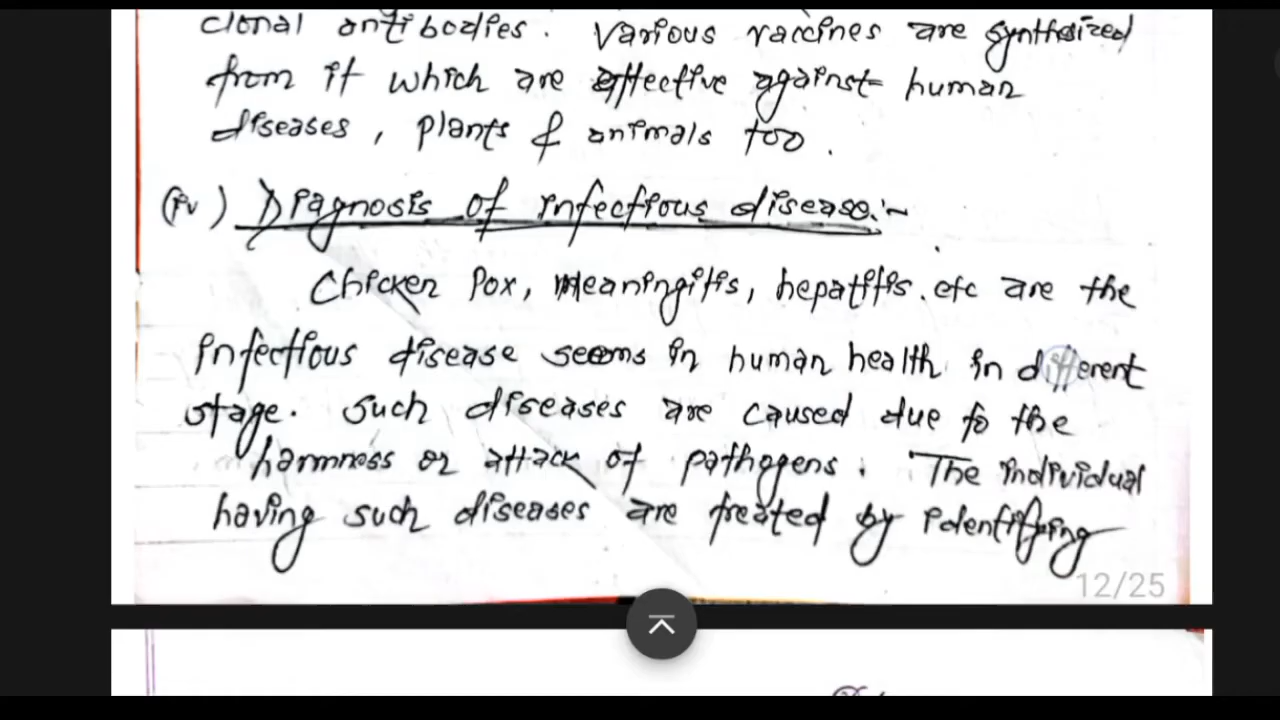 clonal antibodies. Various vaccines are synthesized
from it which are effective against human
diseases, plants & animals too.
(iv) Diagnosis of infectious disease:~
Chicken Pox, meaningitis, hepatitis. etc are the
infectious disease seems in human health in different
stage. Such diseases are caused due to the
harmness or attack of pathogens. The individual
having such diseases are treated by identifying
12/25